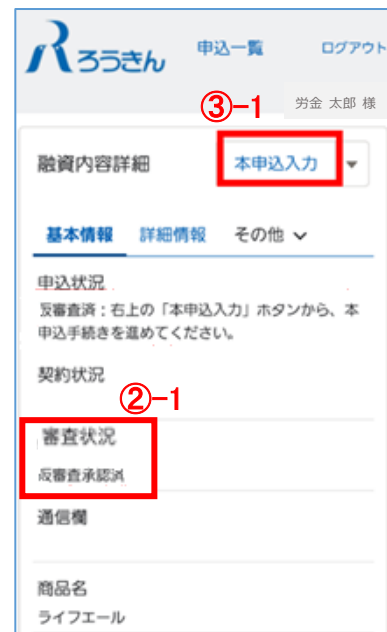 ろうきん
申込一覧
ログアウト
③-1
労金 太郎 様
融資内容詳細
本申込入力
基本情報 詳細情報 その他
申込状況
反審査済:右上の「本申込入力」ボタンから、本
申込手続きを進めてください。
契約状況
②-1
審査状況
反審査承認済
通信欄
商品名
ライフエール